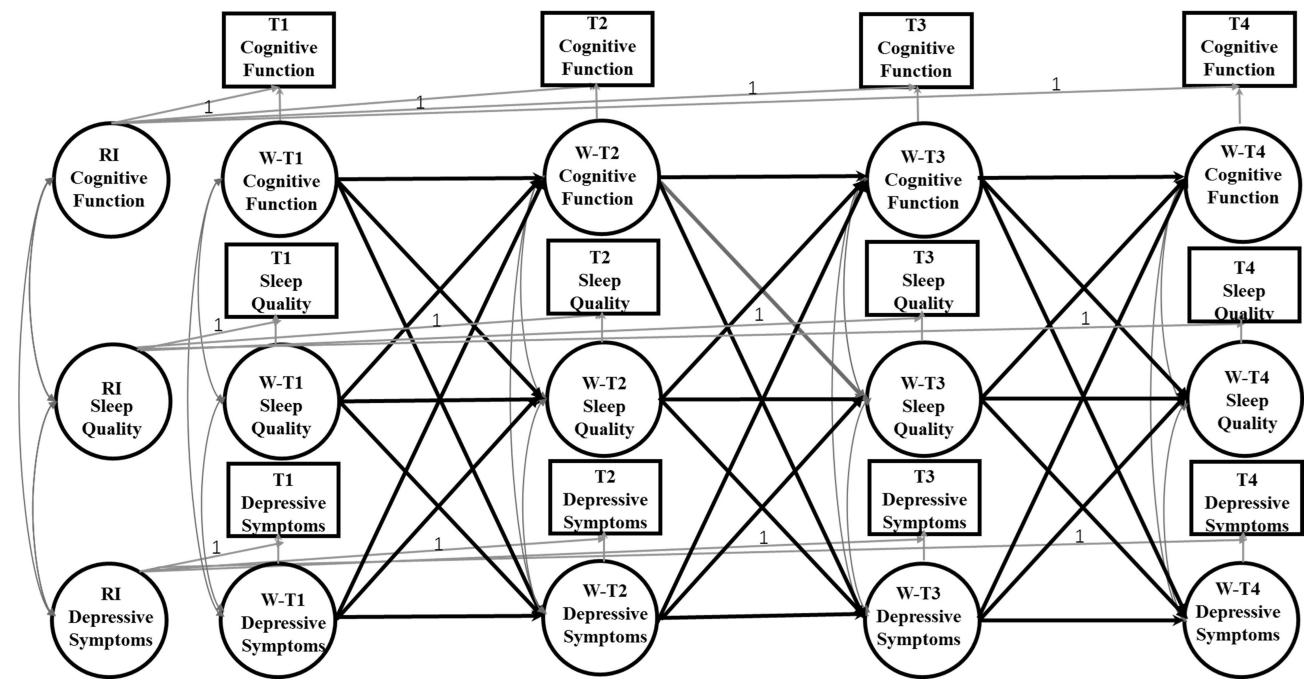 T1
Cognitive
Function
T2
Cognitive
Function
T3
Cognitive
Function
T4
Cognitive
Function
1
1
1
1
RI
Cognitive
Function
W-T1
Cognitive
Function
W-T2
Cognitive
Function
W-T3
Cognitive
Function
W-T4
Cognitive
Function
T1
Sleep
Quality
T2
Sleep
Quality
T3
Sleep
Quality
T4
Sleep
Quality
1
1
1
1
RI
Sleep
Quality
W-T1
Sleep
Quality
W-T2
Sleep
Quality
W-T3
Sleep
Quality
W-T4
Sleep
Quality
T1
Depressive
Symptoms
T2
Depressive
Symptoms
T3
Depressive
Symptoms
T4
Depressive
Symptoms
1
1
1
1
RI
Depressive
Symptoms
W-T1
Depressive
Symptoms
W-T2
Depressive
Symptoms
W-T3
Depressive
Symptoms
W-T4
Depressive
Symptoms